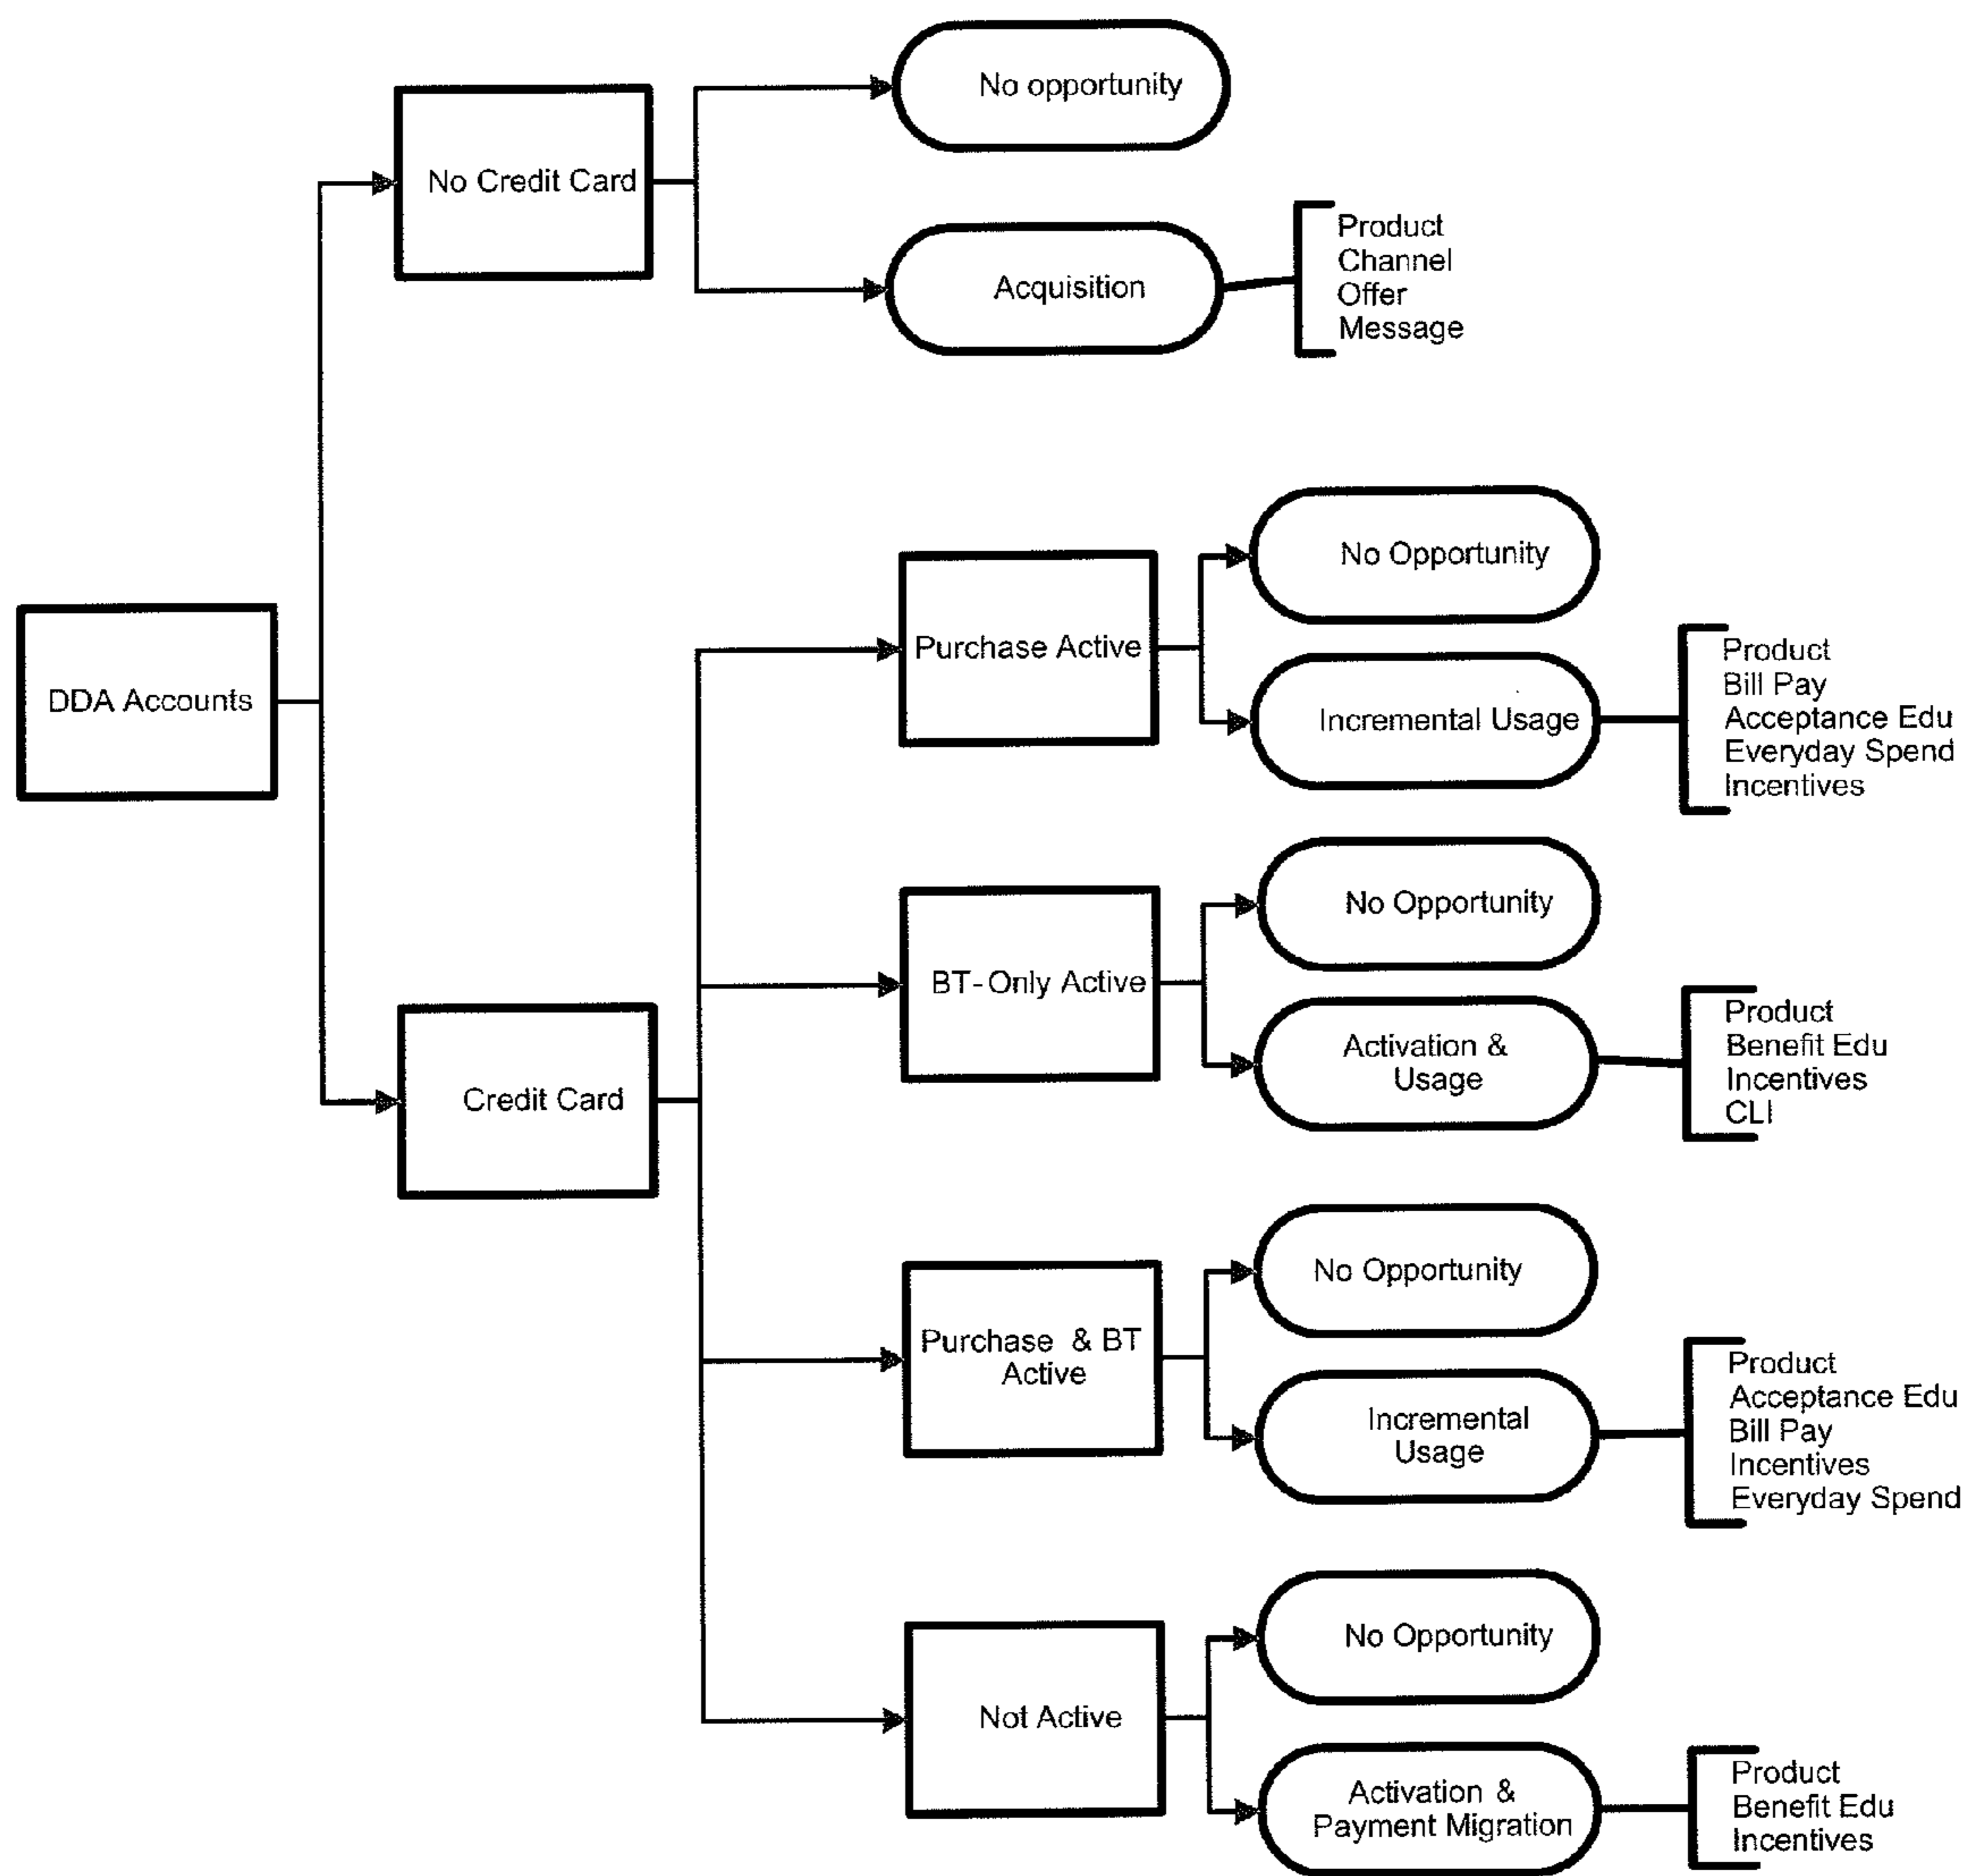 No opportunity
No Credit Card
Product
Channel
Acquisition
Offer
Message
No Opportunity
Purchase Active
Product
Bill Pay
Incremental Usage
Acceptance Edu
Everyday Spend
Incentives
DDA Accounts
No Opportunity
BT-Only Active
Product
Activation &
Usage
Benefit Edu
Incentives
CLI
Credit Card
No Opportunity
Purchase & BT
Active
Product
Incremental
Usage
Acceptance Edu
Bill Pay
Incentives
Everyday Spend
No Opportunity
Not Active
Activation &
Payment Migration
Product
Benefit Edu
Incentives